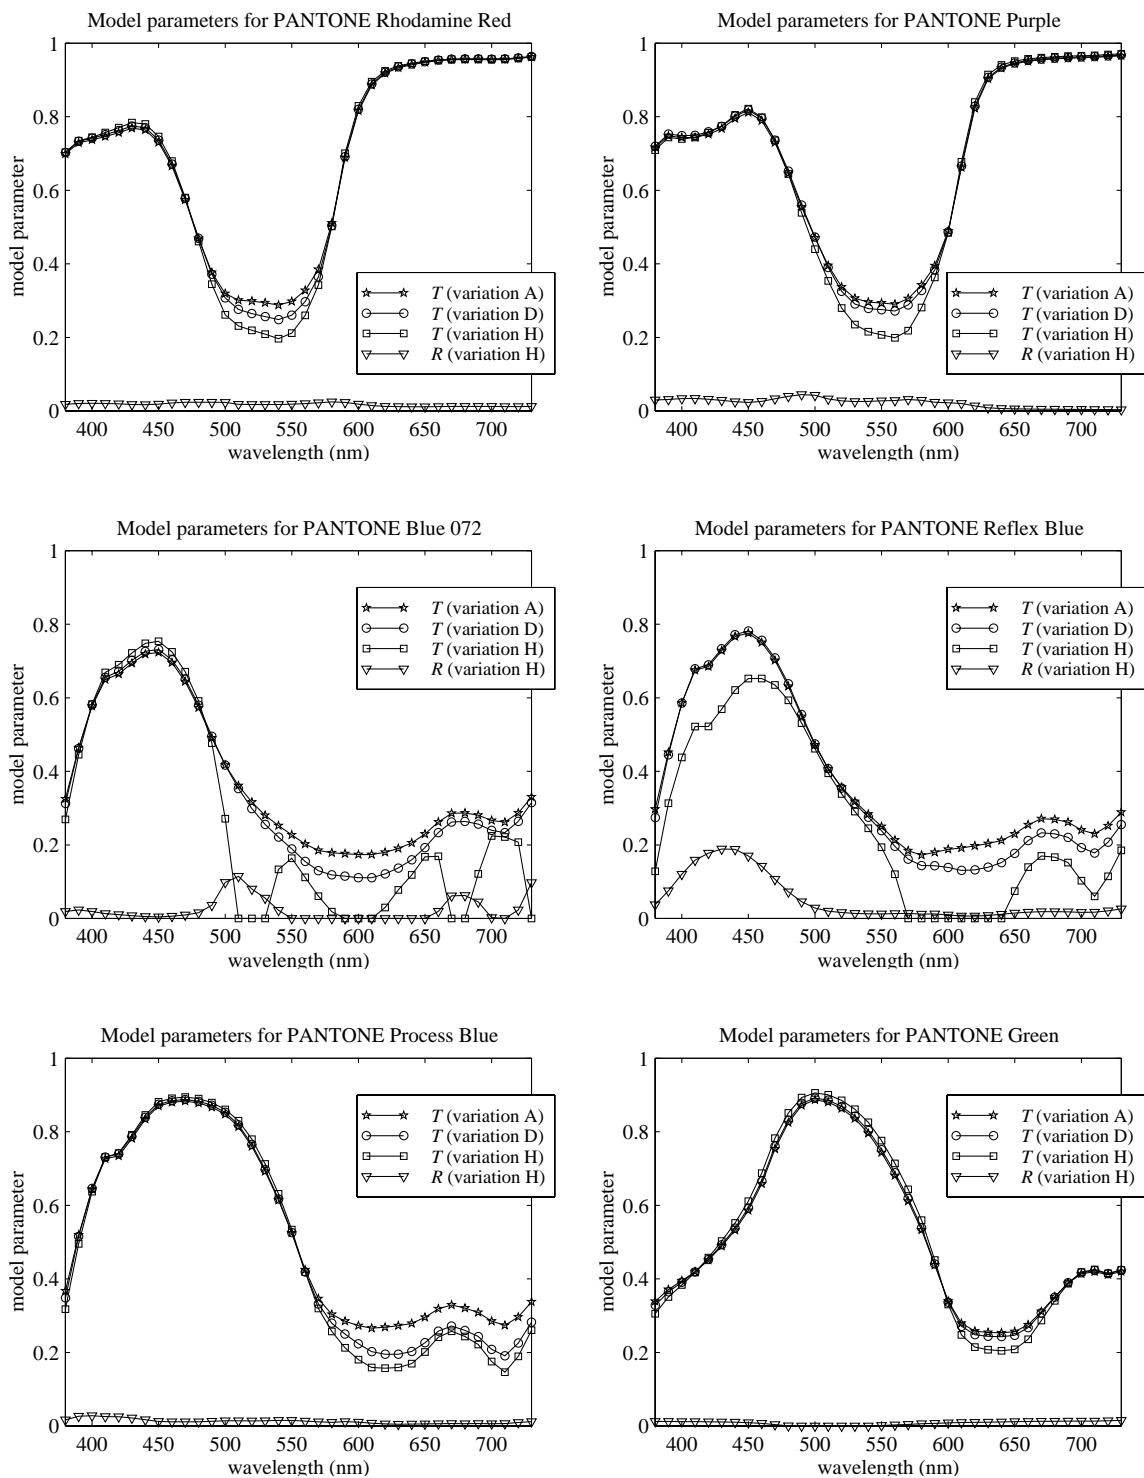 Model parameters for PANTONE Rhodamine Red
1
0.8
0.6
0.4
0.2
0
model parameter
T (variation A)
T (variation D)
T (variation H)
R (variation H)
400 450 500 550 600 650 700
wavelength (nm)
Model parameters for PANTONE Purple
1
0.8
0.6
0.4
0.2
0
model parameter
T (variation A)
T (variation D)
T (variation H)
R (variation H)
400 450 500 550 600 650 700
wavelength (nm)
Model parameters for PANTONE Blue 072
1
0.8
0.6
0.4
0.2
0
model parameter
T (variation A)
T (variation D)
T (variation H)
R (variation H)
400 450 500 550 600 650 700
wavelength (nm)
Model parameters for PANTONE Reflex Blue
1
0.8
0.6
0.4
0.2
0
model parameter
T (variation A)
T (variation D)
T (variation H)
R (variation H)
400 450 500 550 600 650 700
wavelength (nm)
Model parameters for PANTONE Process Blue
1
0.8
0.6
0.4
0.2
0
model parameter
T (variation A)
T (variation D)
T (variation H)
R (variation H)
400 450 500 550 600 650 700
wavelength (nm)
Model parameters for PANTONE Green
1
0.8
0.6
0.4
0.2
0
model parameter
T (variation A)
T (variation D)
T (variation H)
R (variation H)
400 450 500 550 600 650 700
wavelength (nm)